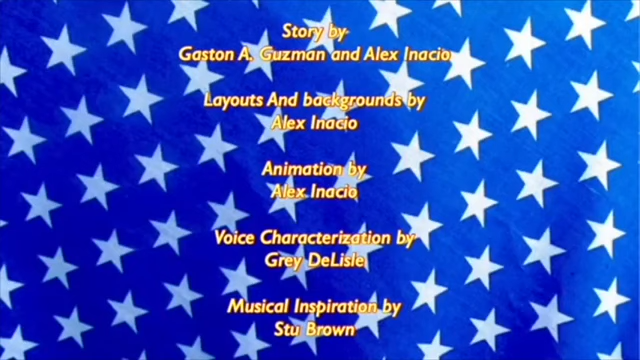 Story by
Gaston A. Guzman and Alex Inacio
Layouts And backgrounds by
Alex Inacio
Animation by
Alex Inacio
Voice Characterization by
Grey DeLisle
Musical Inspiration by
Stu Brown